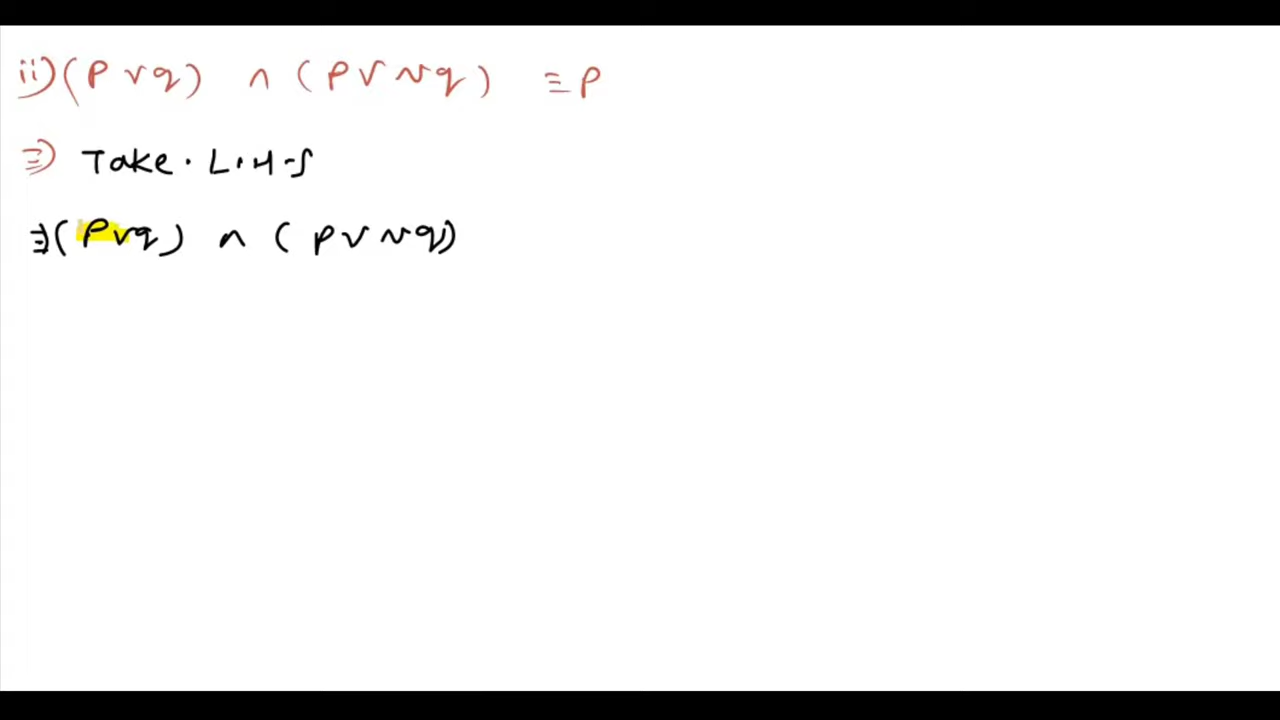 ii) (P ∨ q) ∧ (P ∨ ~q) ≡ P
⇒ Take. L.H.S
⇒ (P ∨ q) ∧ (P ∨ ~q)